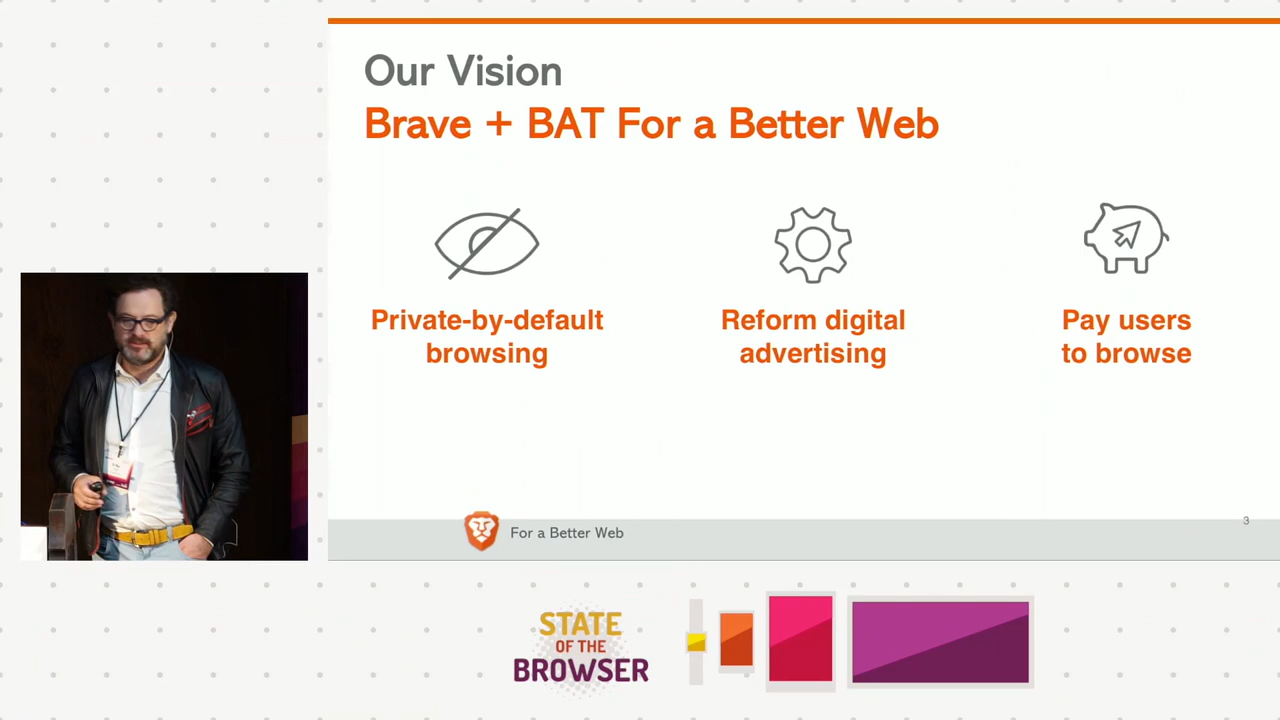 Our Vision
Brave + BAT For a Better Web
Private-by-default
browsing
Reform digital
advertising
Pay users
to browse
For a Better Web
3
STATE
OF THE
BROWSER